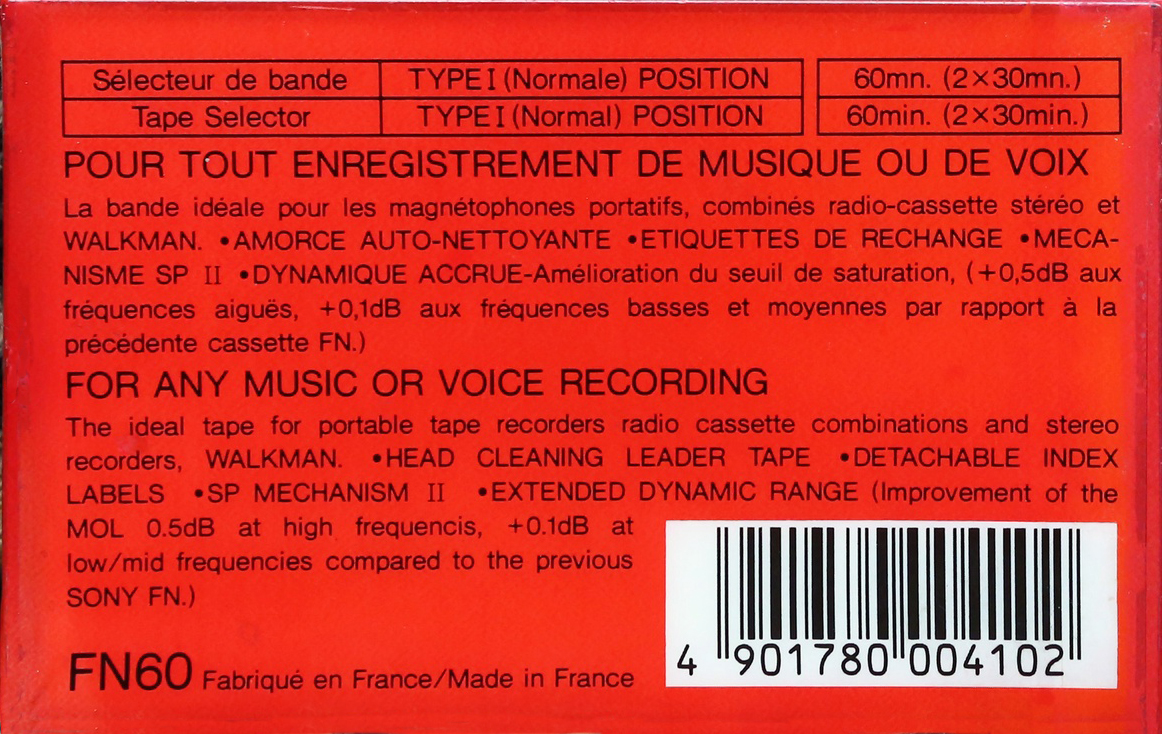 Sélecteur de bande TYPE I (Normale) POSITION 60mn. (2×30mn.)
Tape Selector TYPE I (Normal) POSITION 60min. (2×30min.)
POUR TOUT ENREGISTREMENT DE MUSIQUE OU DE VOIX
La bande idéale pour les magnétophones portatifs, combinés radio-cassette stéréo et
WALKMAN. •AMORCE AUTO-NETTOYANTE •ETIQUETTES DE RECHANGE •MECA-
NISME SP II •DYNAMIQUE ACCRUE-Amélioration du seuil de saturation, (+0,5dB aux
fréquences aiguës, +0,1dB aux fréquences basses et moyennes par rapport à la
précédente cassette FN.)
FOR ANY MUSIC OR VOICE RECORDING
The ideal tape for portable tape recorders radio cassette combinations and stereo
recorders, WALKMAN. •HEAD CLEANING LEADER TAPE •DETACHABLE INDEX
LABELS •SP MECHANISM II •EXTENDED DYNAMIC RANGE (Improvement of the
MOL 0.5dB at high frequencis, +0.1dB at
low/mid frequencies compared to the previous
SONY FN.)
FN60 Fabriqué en France/Made in France
4 901780 004102